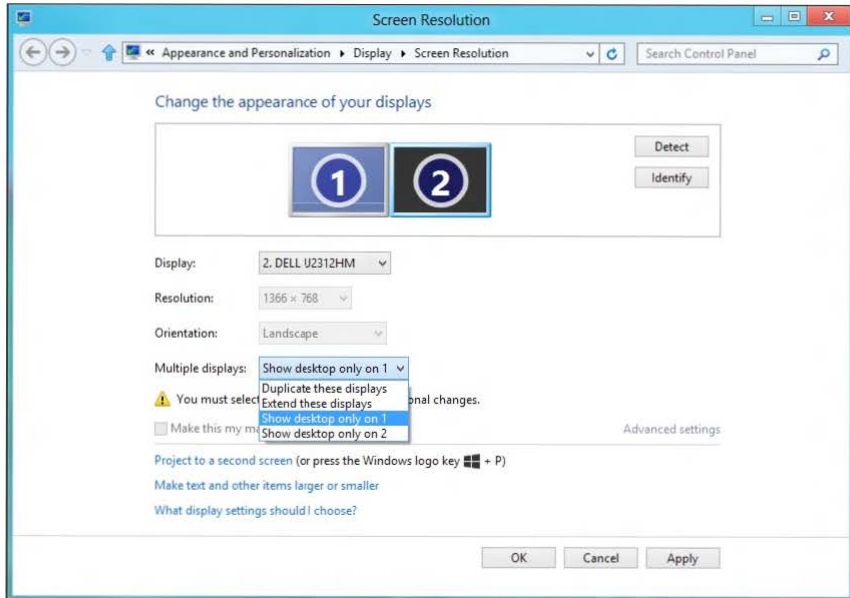 Screen Resolution
« Appearance and Personalization ▸ Display ▸ Screen Resolution
Search Control Panel
Change the appearance of your displays
1 2
Detect
Identify
Display: 2. DELL U2312HM
Resolution: 1366 × 768
Orientation: Landscape
Multiple displays: Show desktop only on 1
Duplicate these displays
Extend these displays
Show desktop only on 1
Show desktop only on 2
You must select onal changes.
Make this my ma
Advanced settings
Project to a second screen (or press the Windows logo key + P)
Make text and other items larger or smaller
What display settings should I choose?
OK Cancel Apply